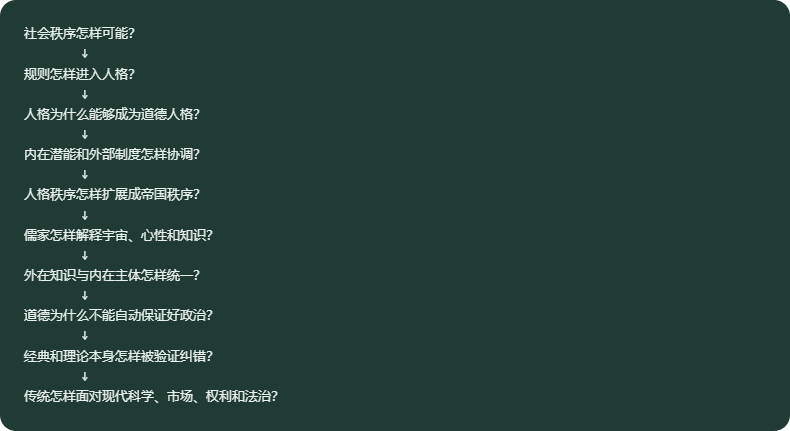 社会秩序怎样可能？
↓
规则怎样进入人格？
↓
人格为什么能够成为道德人格？
↓
内在潜能和外部制度怎样协调？
↓
人格秩序怎样扩展成帝国秩序？
↓
儒家怎样解释宇宙、心性和知识？
↓
外在知识与内在主体怎样统一？
↓
道德为什么不能自动保证好政治？
↓
经典和理论本身怎样被验证纠错？
↓
传统怎样面对现代科学、市场、权利和法治？